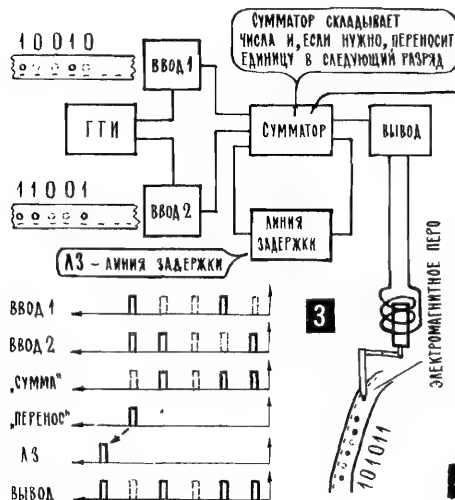 СУММАТОР СКЛАДЫВАЕТ
ЧИСЛА И, ЕСЛИ НУЖНО, ПЕРЕНОСИТ
ЕДИНИЦУ В СЛЕДУЮЩИЙ РАЗРЯД
10010
ВВОД 1
ГТИ
СУММАТОР
ВЫВОД
11001
ВВОД 2
ЛИНИЯ
ЗАДЕРЖКИ
ЛЗ – ЛИНИЯ ЗАДЕРЖКИ
ЭЛЕКТРОМАГНИТНОЕ ПЕРО
3
ВВОД 1
ВВОД 2
„СУММА"
„ПЕРЕНОС"
ЛЗ
ВЫВОД
101011